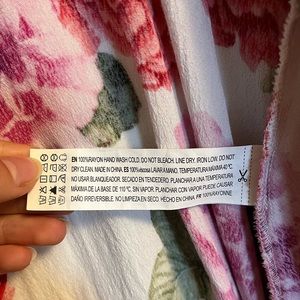 EN 100%RAYON HAND WASH COLD. DO NOT BLEACH. LINE DRY. IRON LOW. DO NOT
DRY CLEAN. MADE IN CHINA. ES 100%viscosa LAVAR A MANO. TEMPERATURA MÁXIMA 40 ºC.
NO USAR BLANQUEADOR. SECADO EN TENDEDERO. PLANCHAR A TEMPERATURA
MÁXIMA DE LA BASE DE 110 ºC, SIN VAPOR. PLANCHAR CON VAPOR PUEDE CAUSAR
DAÑO IRREVERSIBLE. NO LIMPIEZA EN SECO. HECHO EN CHINA. FR 100%RAYONNE